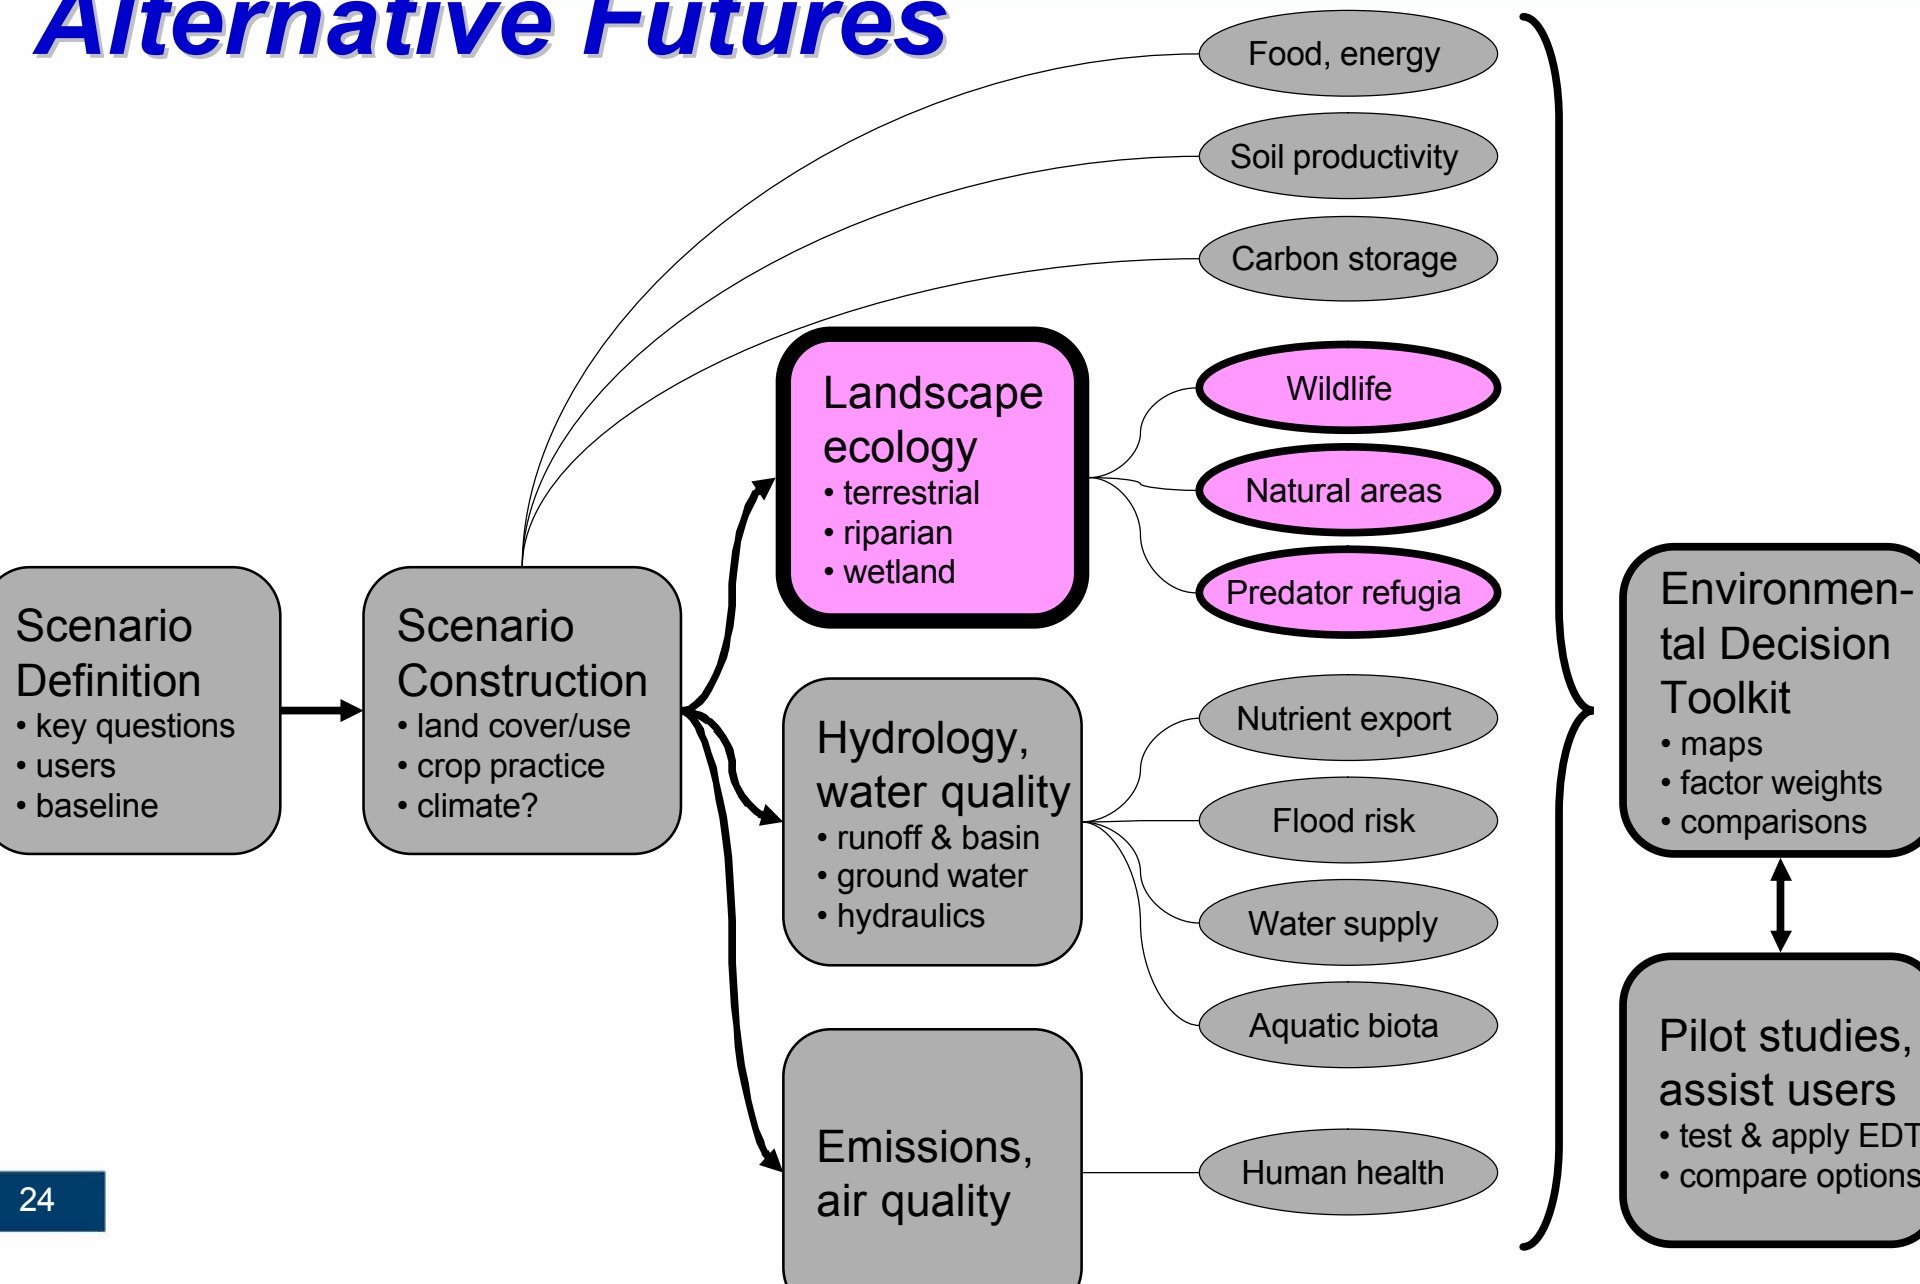 Alternative Futures
Food, energy
Soil productivity
Carbon storage
Landscape
ecology
• terrestrial
• riparian
• wetland
Wildlife
Natural areas
Predator refugia
Scenario
Definition
• key questions
• users
• baseline
Scenario
Construction
• land cover/use
• crop practice
• climate?
Hydrology,
water quality
• runoff & basin
• ground water
• hydraulics
Nutrient export
Flood risk
Water supply
Aquatic biota
Emissions,
air quality
Human health
Environmen-
tal Decision
Toolkit
• maps
• factor weights
• comparisons
Pilot studies,
assist users
• test & apply EDT
• compare options
24